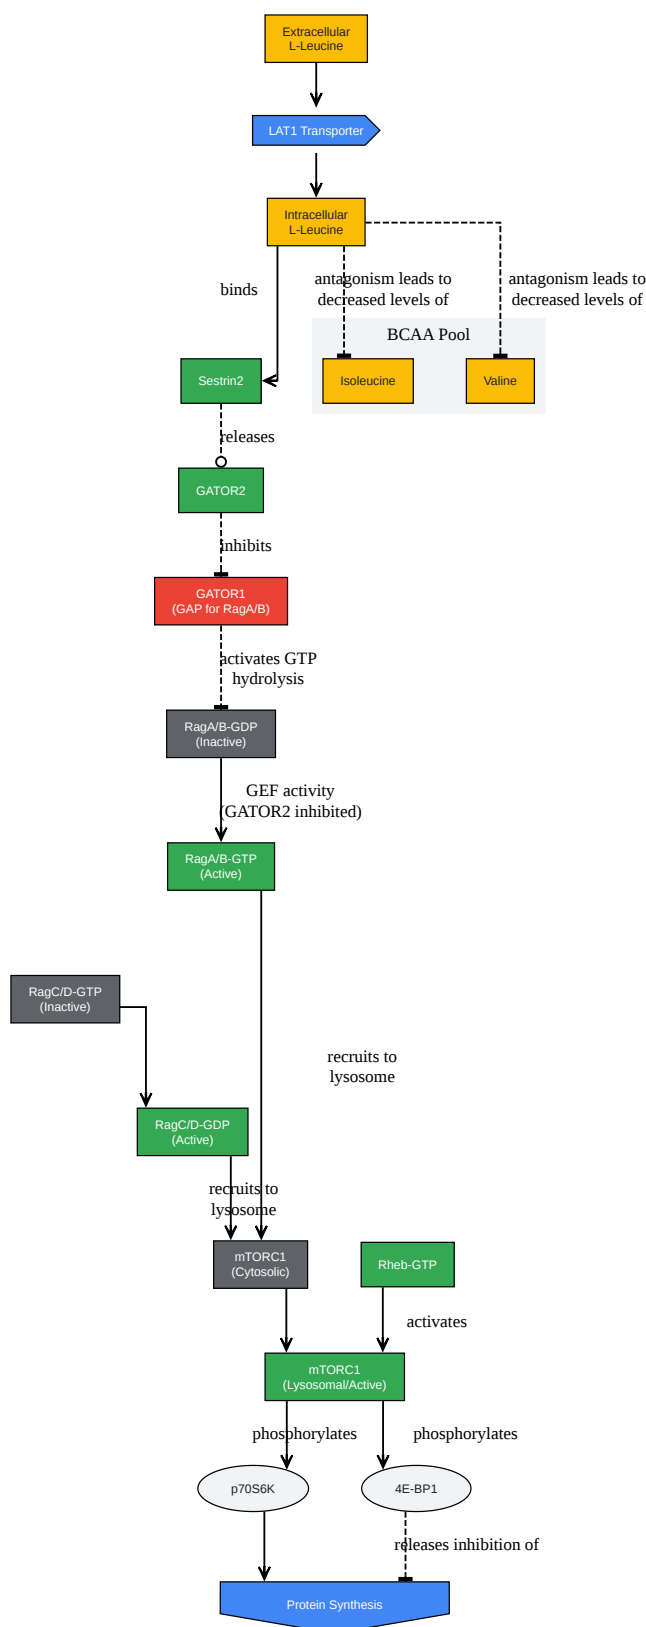 Extracellular
L-Leucine
LAT1 Transporter
Intracellular
L-Leucine
binds
antagonism leads to
decreased levels of
antagonism leads to
decreased levels of
BCAA Pool
Sestrin2
Isoleucine
Valine
releases
GATOR2
inhibits
GATOR1
(GAP for RagA/B)
activates GTP
hydrolysis
RagA/B-GDP
(Inactive)
GEF activity
(GATOR2 inhibited)
RagA/B-GTP
(Active)
RagC/D-GTP
(Inactive)
recruits to
lysosome
RagC/D-GDP
(Active)
recruits to
lysosome
mTORC1
(Cytosolic)
Rheb-GTP
activates
mTORC1
(Lysosomal/Active)
phosphorylates
phosphorylates
p70S6K
4E-BP1
releases inhibition of
Protein Synthesis